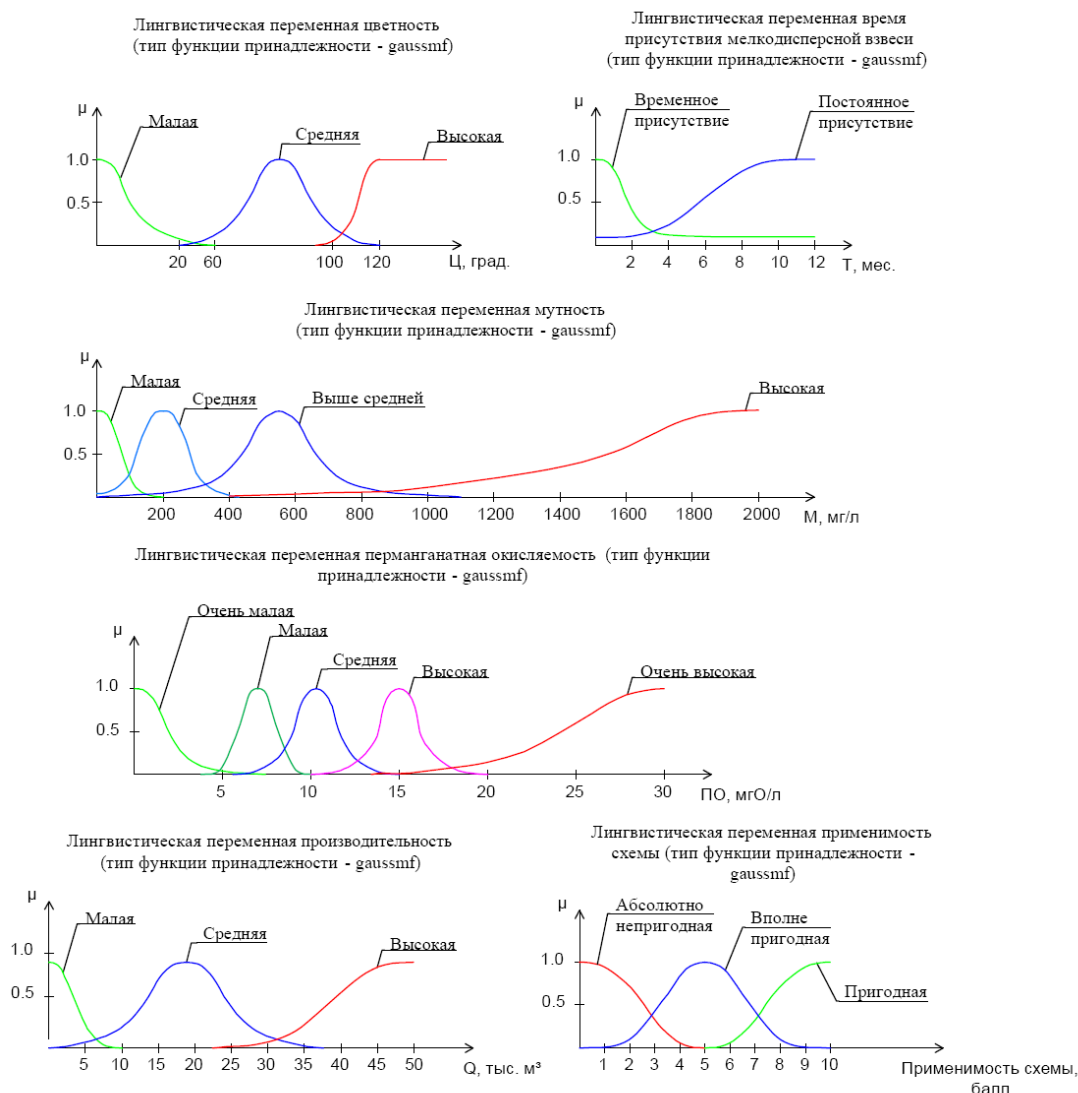 Лингвистическая переменная цветность
(тип функции принадлежности - gaussmf)
μ
Малая
Средняя
Высокая
1.0
0.5
20 60 100 120
Ц, град.
Лингвистическая переменная время
присутствия мелкодисперсной взвеси
(тип функции принадлежности - gaussmf)
μ
Временное
присутствие
Постоянное
присутствие
1.0
0.5
2 4 6 8 10 12
Т, мес.
Лингвистическая переменная мутность
(тип функции принадлежности - gaussmf)
μ
Малая
Средняя
Выше средней
Высокая
1.0
0.5
200 400 600 800 1000 1200 1400 1600 1800 2000
М, мг/л
Лингвистическая переменная перманганатная окисляемость (тип функции
принадлежности - gaussmf)
μ
Очень малая
Малая
Средняя
Высокая
Очень высокая
1.0
0.5
5 10 15 20 25 30
ПО, мгО/л
Лингвистическая переменная производительность
(тип функции принадлежности - gaussmf)
μ
Малая
Средняя
Высокая
1.0
0.5
5 10 15 20 25 30 35 40 45 50
Q, тыс. м³
Лингвистическая переменная применимость
схемы (тип функции принадлежности -
gaussmf)
μ
Абсолютно
непригодная
Вполне
пригодная
Пригодная
1.0
0.5
1 2 3 4 5 6 7 8 9 10
Применимость схемы,
балл